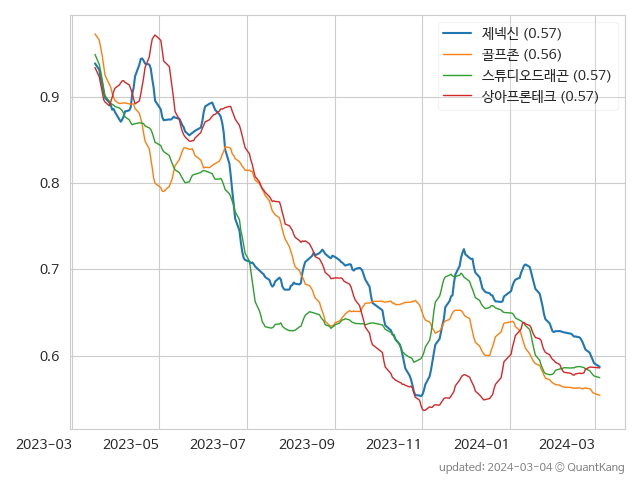 제넥신 (0.57)
골프존 (0.56)
스튜디오드래곤 (0.57)
상아프론테크 (0.57)
0.9
0.8
0.7
0.6
2023-03 2023-05 2023-07 2023-09 2023-11 2024-01 2024-03
updated: 2024-03-04 © QuantKang